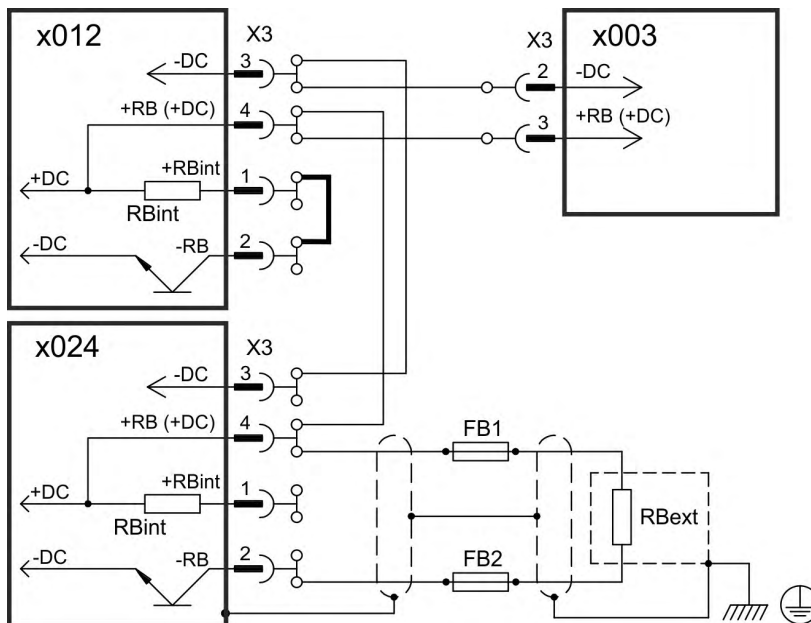 x012
X3
-DC
3
+RB (+DC)
4
+DC
+RBint
1
RBint
-DC
-RB
2
X3
x003
2
-DC
3
+RB (+DC)
x024
X3
-DC
3
+RB (+DC)
4
+DC
+RBint
1
RBint
-DC
-RB
2
FB1
FB2
RBext